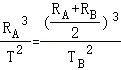 R_A^3 / T^2 = ((R_A+R_B)/2)^3 / T_B^2